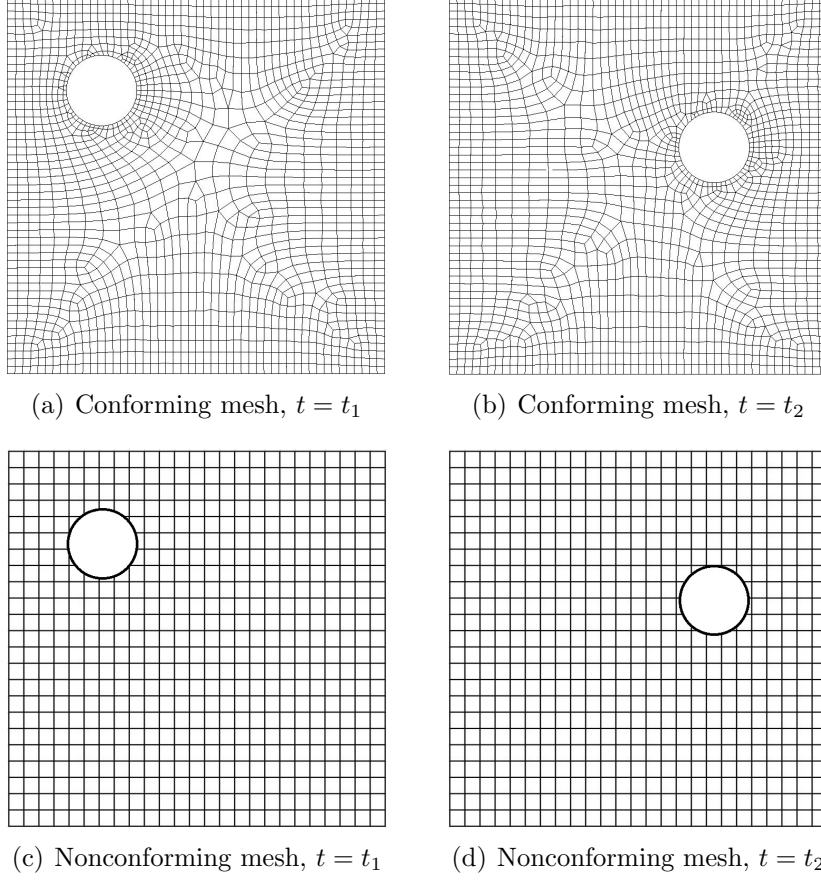 (a) Conforming mesh, t = t₁
(b) Conforming mesh, t = t₂
(c) Nonconforming mesh, t = t₁
(d) Nonconforming mesh, t = t₂